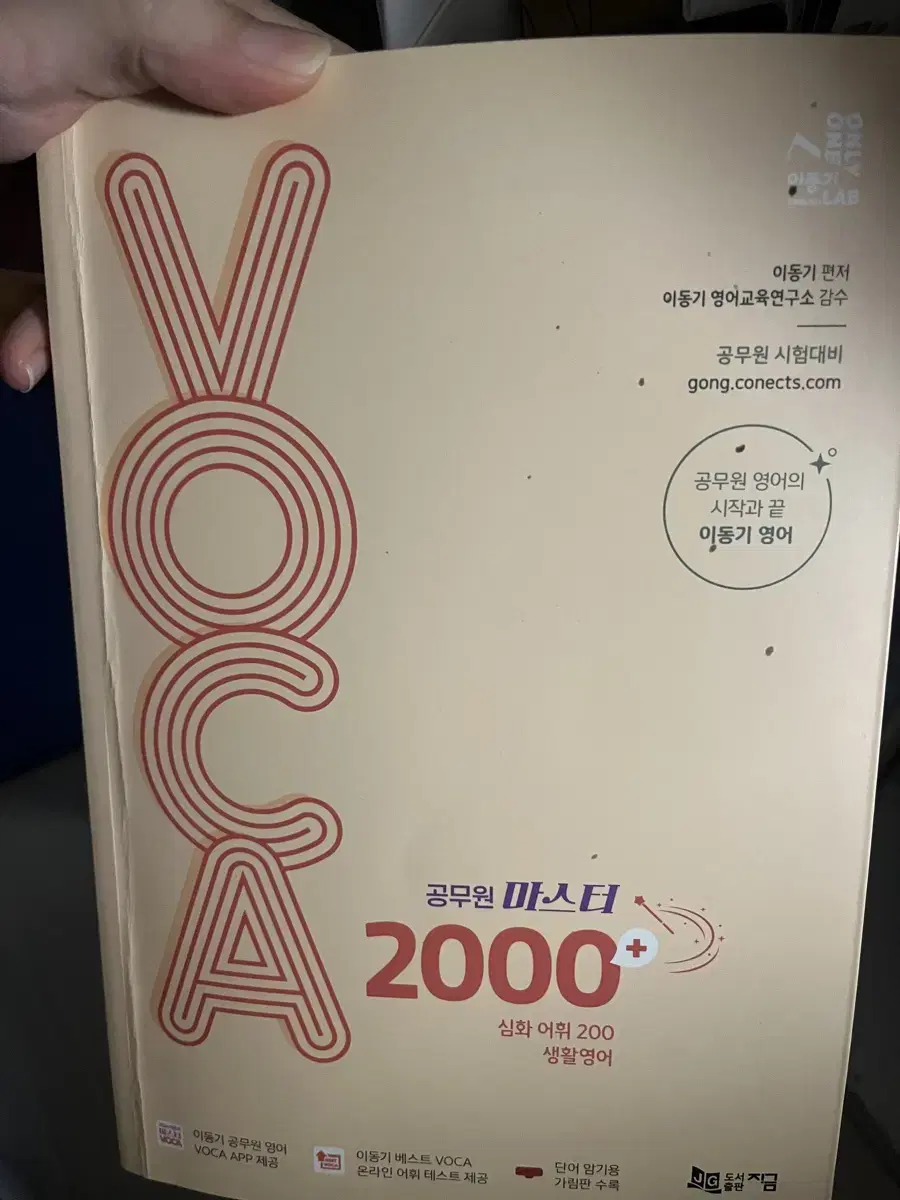 VOCA
ONLY
ONE
이동기
LAB
이동기 편저
이동기 영어교육연구소 감수
공무원 시험대비
gong.conects.com
공무원 영어의
시작과 끝
이동기 영어
공무원 마스터
2000+
심화 어휘 200
생활영어
이동기 공무원 영어
VOCA APP 제공
이동기 베스트 VOCA
온라인 어휘 테스트 제공
단어 암기용
가림판 수록
JG 도서
출판 지금